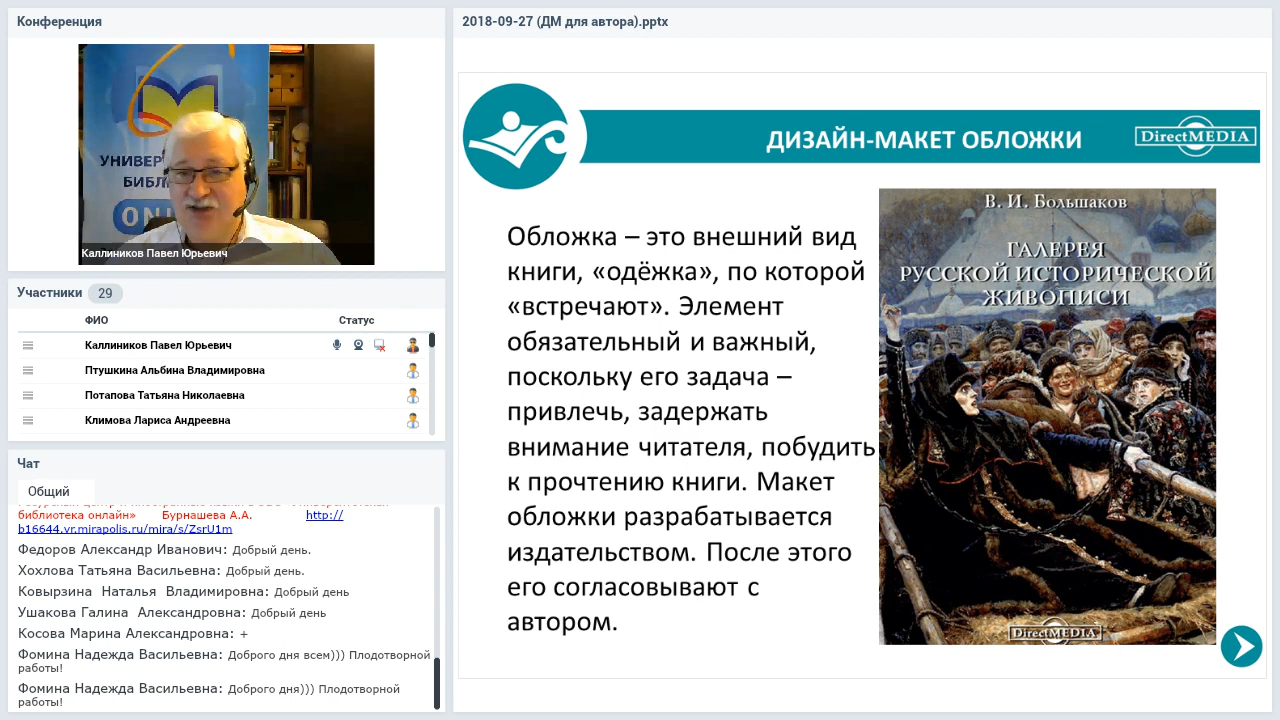 Конференция
УНИВЕР
БИБЛ
ON
Каллиников Павел Юрьевич
Участники 29
ФИО Статус
Каллиников Павел Юрьевич
Птушкина Альбина Владимировна
Потапова Татьяна Николаевна
Климова Лариса Андреевна
Чат
Общий
библиотека онлайн» Бурнашева А.А. http://
b16644.vr.mirapolis.ru/mira/s/ZsrU1m
Федоров Александр Иванович: Добрый день.
Хохлова Татьяна Васильевна: Добрый день.
Ковырзина Наталья Владимировна: Добрый день
Ушакова Галина Александровна: Добрый день
Косова Марина Александровна: +
Фомина Надежда Васильевна: Доброго дня всем))) Плодотворной
работы!
Фомина Надежда Васильевна: Доброго дня))) Плодотворной
работы!
2018-09-27 (ДМ для автора).pptx
ДИЗАЙН-МАКЕТ ОБЛОЖКИ
DirectMEDIA
Обложка – это внешний вид
книги, «одёжка», по которой
«встречают». Элемент
обязательный и важный,
поскольку его задача –
привлечь, задержать
внимание читателя, побудить
к прочтению книги. Макет
обложки разрабатывается
издательством. После этого
его согласовывают с
автором.
В. И. Большаков
ГАЛЕРЕЯ
РУССКОЙ ИСТОРИЧЕСКОЙ
ЖИВОПИСИ
DirectMEDIA